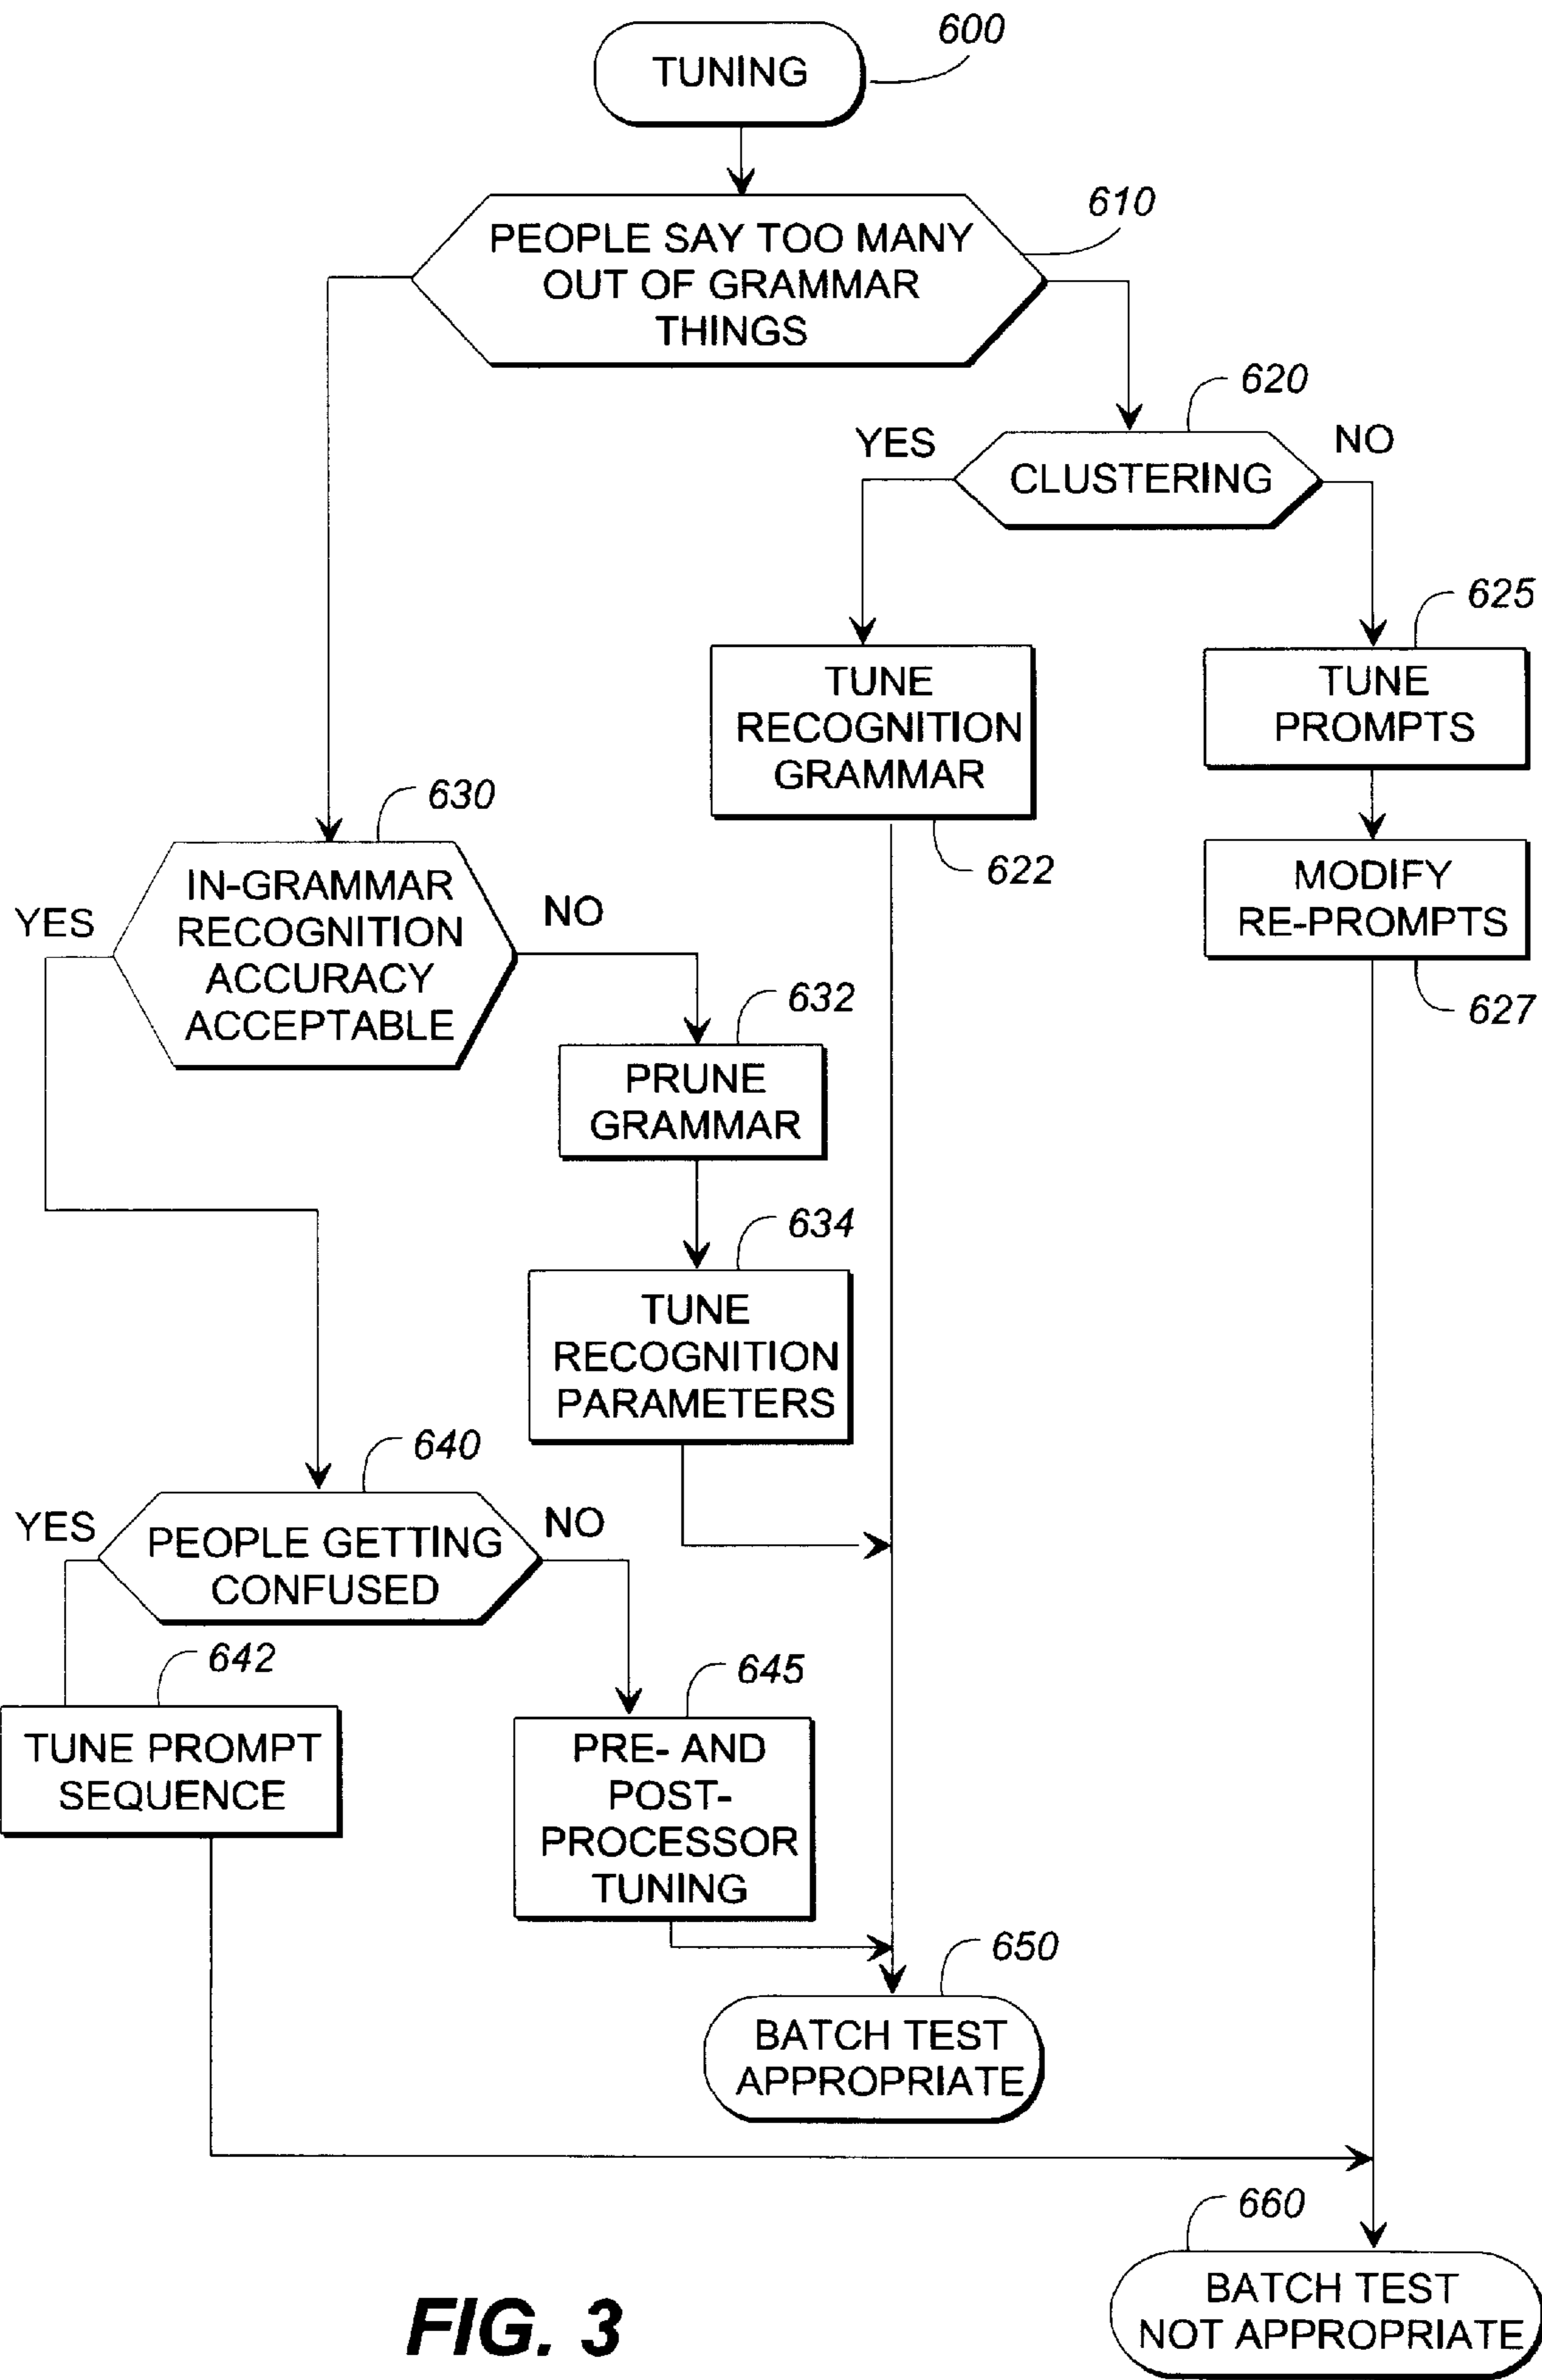 600
TUNING
610
PEOPLE SAY TOO MANY
OUT OF GRAMMAR
THINGS
620
YES
NO
CLUSTERING
625
TUNE
PROMPTS
TUNE
RECOGNITION
GRAMMAR
622
MODIFY
RE-PROMPTS
627
630
YES
IN-GRAMMAR
RECOGNITION
ACCURACY
ACCEPTABLE
NO
632
PRUNE
GRAMMAR
634
TUNE
RECOGNITION
PARAMETERS
640
YES
NO
PEOPLE GETTING
CONFUSED
642
TUNE PROMPT
SEQUENCE
645
PRE- AND
POST-
PROCESSOR
TUNING
650
BATCH TEST
APPROPRIATE
660
BATCH TEST
NOT APPROPRIATE
FIG. 3